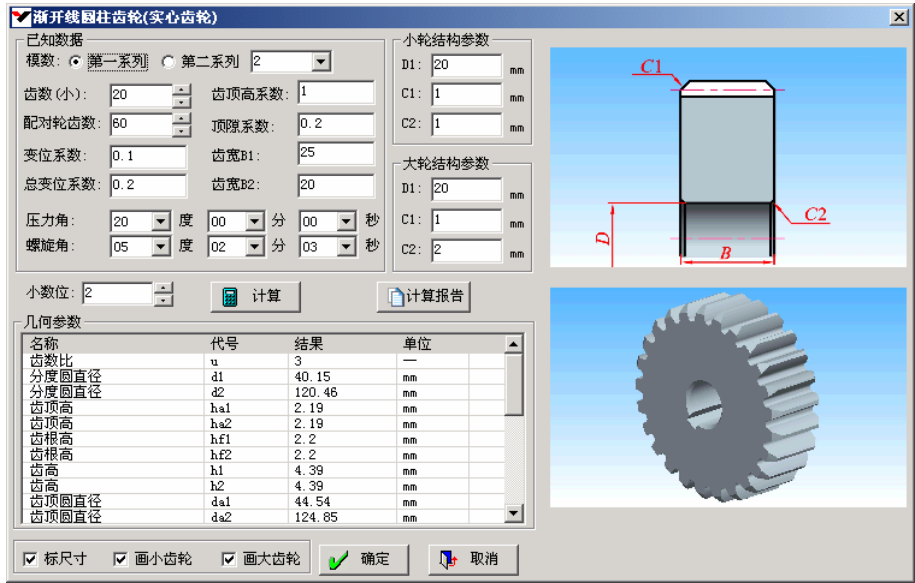 渐开线圆柱齿轮(实心齿轮)
已知数据
模数: 第一系列 第二系列 2
齿数(小): 20 齿顶高系数: 1
配对轮齿数: 60 顶隙系数: 0.2
变位系数: 0.1 齿宽B1: 25
总变位系数: 0.2 齿宽B2: 20
压力角: 20 度 00 分 00 秒
螺旋角: 05 度 02 分 03 秒
小轮结构参数
D1: 20 mm
C1: 1 mm
C2: 1 mm
大轮结构参数
D1: 20 mm
C1: 1 mm
C2: 2 mm
C1
C2
D
B
小数位: 2 计算 计算报告
几何参数
名称 代号 结果 单位
齿数比 u 3 —
分度圆直径 d1 40.15 mm
分度圆直径 d2 120.46 mm
齿顶高 ha1 2.19 mm
齿顶高 ha2 2.19 mm
齿根高 hf1 2.2 mm
齿根高 hf2 2.2 mm
齿高 h1 4.39 mm
齿高 h2 4.39 mm
齿顶圆直径 da1 44.54 mm
齿顶圆直径 da2 124.85 mm
标尺寸 画小齿轮 画大齿轮 确定 取消